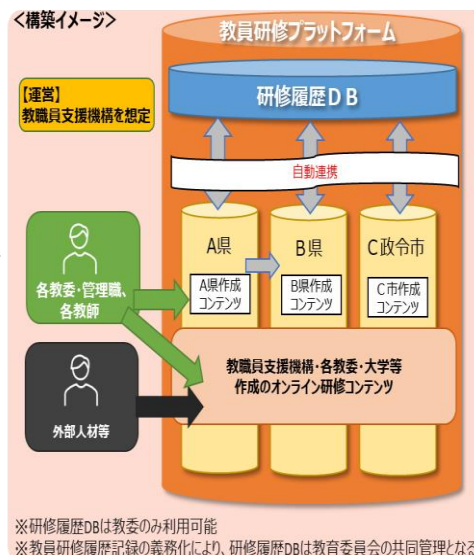 ＜構築イメージ＞
教員研修プラットフォーム
【運営】
教職員支援機構を想定
研修履歴ＤＢ
自動連携
A県
B県
C政令市
A県作成
コンテンツ
B県作成
コンテンツ
C市作成
コンテンツ
各教委・管理職、
各教師
教職員支援機構・各教委・大学等
作成のオンライン研修コンテンツ
外部人材等
※研修履歴DBは教委のみ利用可能
※教員研修履歴記録の義務化により、研修履歴DBは教育委員会の共同管理となる